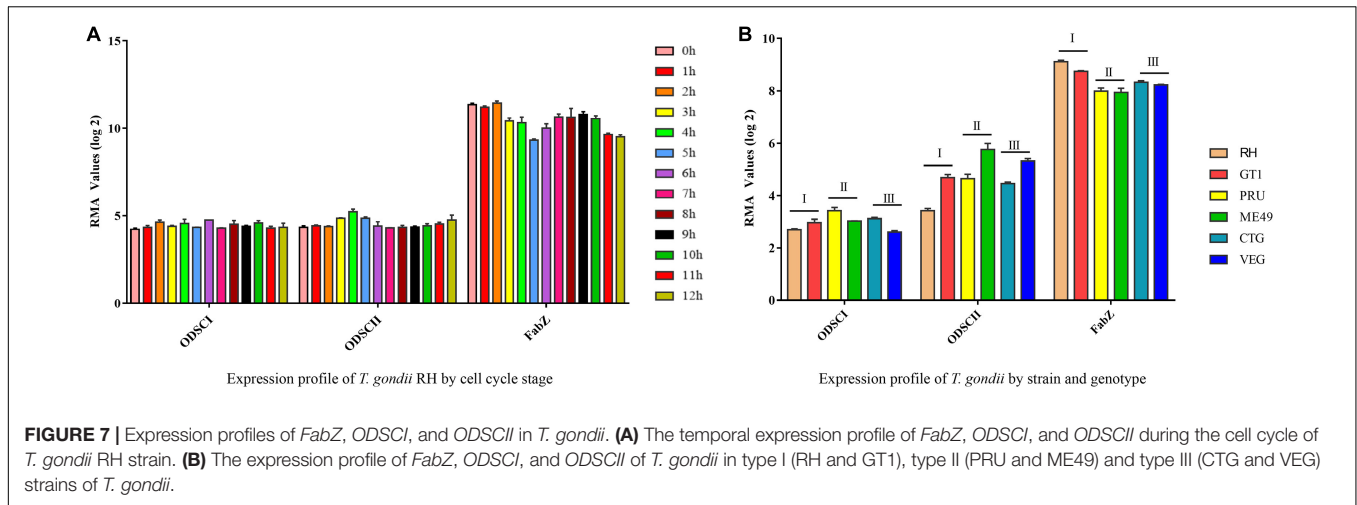 A
15
10
5
0
RMA Values (log 2)
ODSCI
ODSCII
FabZ
0h
1h
2h
3h
4h
5h
6h
7h
8h
9h
10h
11h
12h
Expression profile of T. gondii RH by cell cycle stage
B
10
8
6
4
2
0
RMA Values (log 2)
I
II
III
I
II
III
I
II
III
ODSCI
ODSCII
FabZ
RH
GT1
PRU
ME49
CTG
VEG
Expression profile of T. gondii by strain and genotype
FIGURE 7 | Expression profiles of FabZ, ODSCI, and ODSCII in T. gondii. (A) The temporal expression profile of FabZ, ODSCI, and ODSCII during the cell cycle of
T. gondii RH strain. (B) The expression profile of FabZ, ODSCI, and ODSCII of T. gondii in type I (RH and GT1), type II (PRU and ME49) and type III (CTG and VEG)
strains of T. gondii.